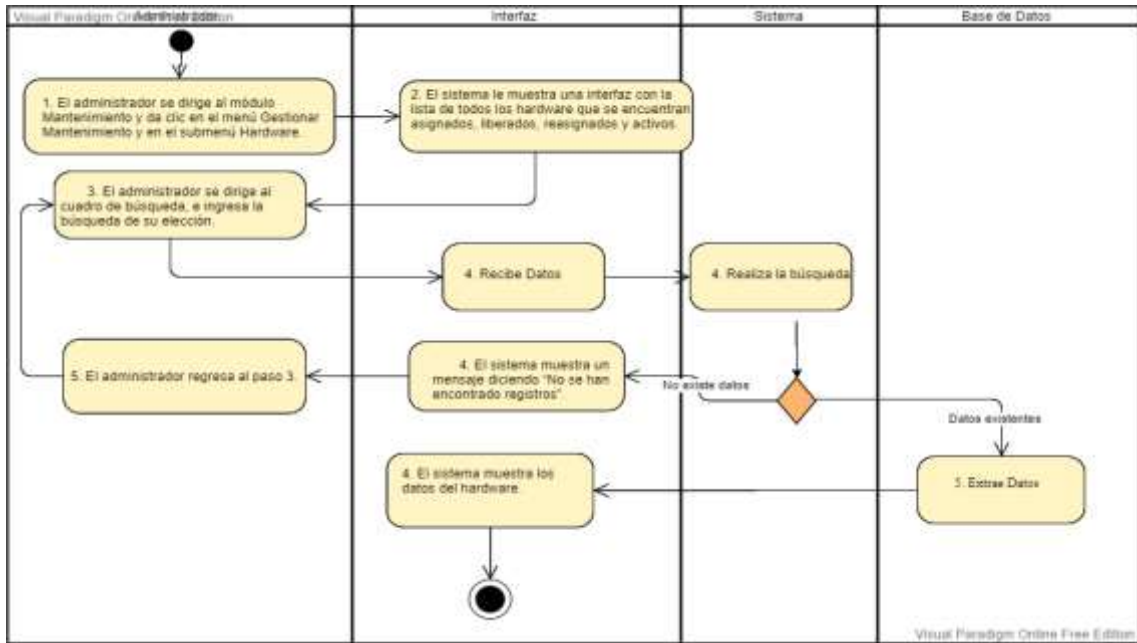 Visual Paradigm Online Free Edition
Administrador
Interfaz
Sistema
Base de Datos
1. El administrador se dirige al módulo
Mantenimiento y da clic en el menú Gestionar
Mantenimiento y en el submenú Hardware.
2. El sistema le muestra una interfaz con la
lista de todos los hardware que se encuentran
asignados, liberados, reasignados y activos.
3. El administrador se dirige al
cuadro de búsqueda, e ingresa la
búsqueda de su elección.
4. Recibe Datos
4. Realiza la búsqueda
5. El administrador regresa al paso 3.
4. El sistema muestra un
mensaje diciendo "No se han
encontrado registros".
No existe datos
Datos existentes
4. El sistema muestra los
datos del hardware.
5. Extrae Datos
Visual Paradigm Online Free Edition